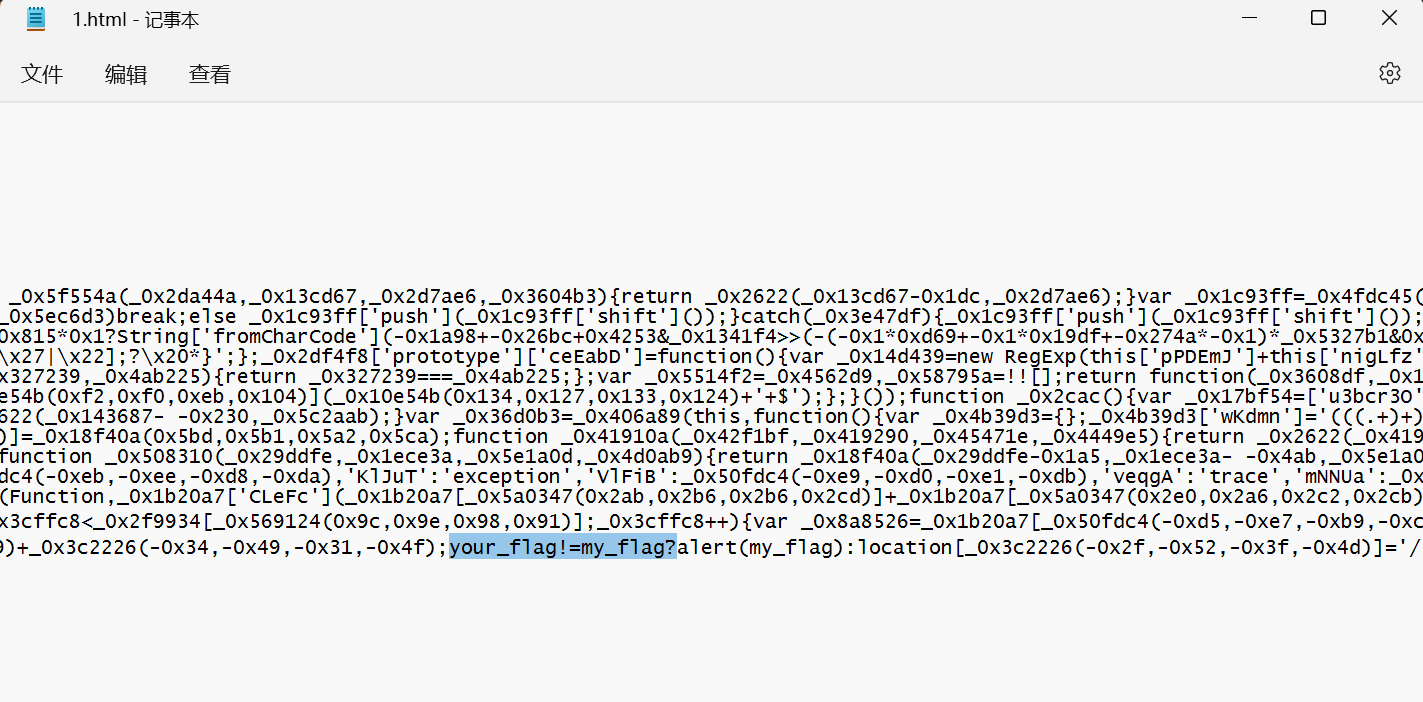 1.html - 记事本
文件 编辑 查看
_0x5f554a(_0x2da44a,_0x13cd67,_0x2d7ae6,_0x3604b3){return _0x2622(_0x13cd67-0x1dc,_0x2d7ae6);}var _0x1c93ff=_0x4fdc45(
_0x5ec6d3)break;else _0x1c93ff['push'](_0x1c93ff['shift']());}catch(_0x3e47df){_0x1c93ff['push'](_0x1c93ff['shift']());
0x815*0x1?String['fromCharCode'](-0x1a98+-0x26bc+0x4253&_0x1341f4>>(-(-0x1*0xd69+-0x1*0x19df+-0x274a*-0x1)*_0x5327b1&0x
\x27|\x22];?\x20*}';};_0x2df4f8['prototype']['ceEabD']=function(){var _0x14d439=new RegExp(this['pPDEmJ']+this['nigLfz'
x327239,_0x4ab225){return _0x327239===_0x4ab225;};var _0x5514f2=_0x4562d9,_0x58795a=!![];return function(_0x3608df,_0x1
e54b(0xf2,0xf0,0xeb,0x104)](_0x10e54b(0x134,0x127,0x133,0x124)+'+$');};}());function _0x2cac(){var _0x17bf54=['u3bcr3O'
622(_0x143687- -0x230,_0x5c2aab);}var _0x36d0b3=_0x406a89(this,function(){var _0x4b39d3={};_0x4b39d3['wKdmn']='(((.+)+)
)]=_0x18f40a(0x5bd,0x5b1,0x5a2,0x5ca);function _0x41910a(_0x42f1bf,_0x419290,_0x45471e,_0x4449e5){return _0x2622(_0x419
function _0x508310(_0x29ddfe,_0x1ece3a,_0x5e1a0d,_0x4d0ab9){return _0x18f40a(_0x29ddfe-0x1a5,_0x1ece3a- -0x4ab,_0x5e1a0
dc4(-0xeb,-0xee,-0xd8,-0xda),'KlJuT':'exception','VlFiB':_0x50fdc4(-0xe9,-0xd0,-0xe1,-0xdb),'veqgA':'trace','mNNUa':_0x
(Function,_0x1b20a7['CLeFc'](_0x1b20a7[_0x5a0347(0x2ab,0x2b6,0x2b6,0x2cd)]+_0x1b20a7[_0x5a0347(0x2e0,0x2a6,0x2c2,0x2cb)
x3cffc8<_0x2f9934[_0x569124(0x9c,0x9e,0x98,0x91)];_0x3cffc8++){var _0x8a8526=_0x1b20a7[_0x50fdc4(-0xd5,-0xe7,-0xb9,-0xc
9)+_0x3c2226(-0x34,-0x49,-0x31,-0x4f);your_flag!=my_flag?alert(my_flag):location[_0x3c2226(-0x2f,-0x52,-0x3f,-0x4d)]='/